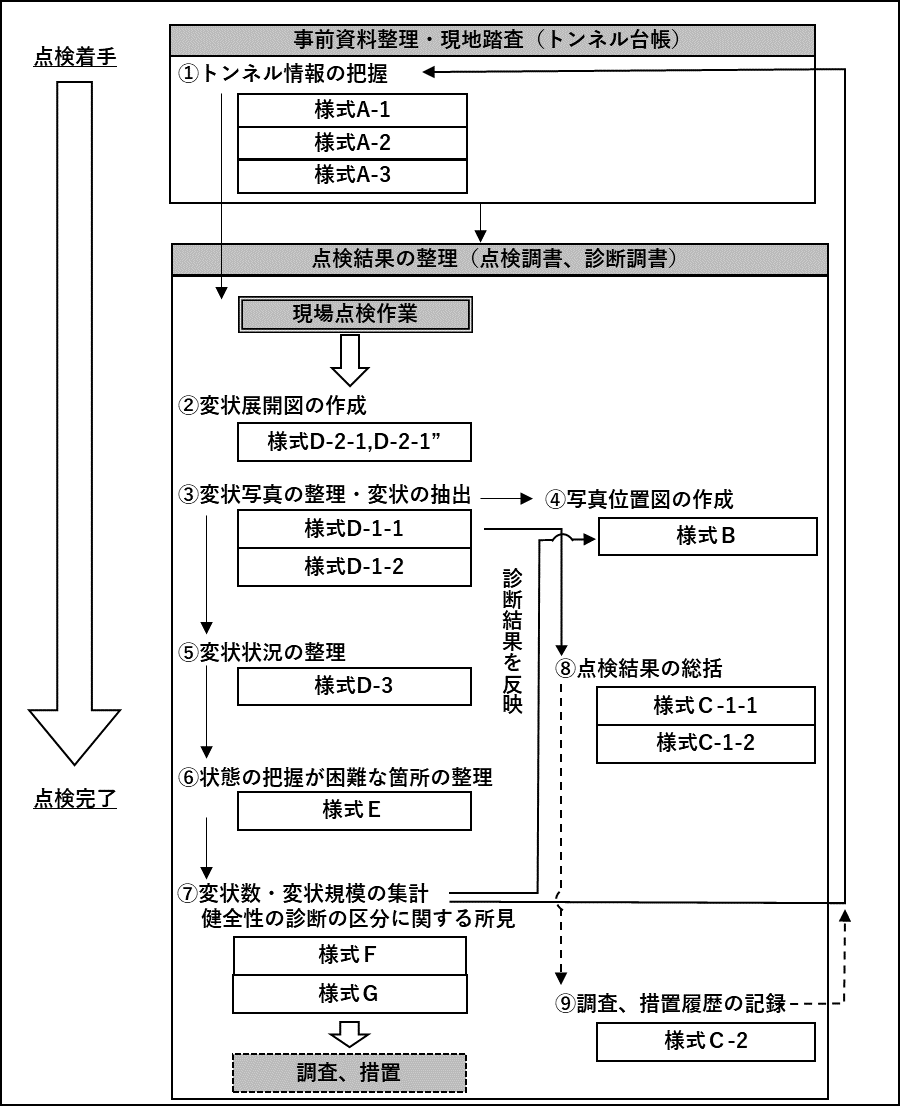 点検着手
事前資料整理・現地踏査（トンネル台帳）
①トンネル情報の把握
様式A-1
様式A-2
様式A-3
点検結果の整理（点検調書、診断調書）
現場点検作業
②変状展開図の作成
様式D-2-1,D-2-1”
③変状写真の整理・変状の抽出
様式D-1-1
様式D-1-2
④写真位置図の作成
様式Ｂ
診断結果を反映
⑤変状状況の整理
様式D-3
⑧点検結果の総括
様式Ｃ-1-1
様式C-1-2
⑥状態の把握が困難な箇所の整理
様式Ｅ
点検完了
⑦変状数・変状規模の集計
健全性の診断の区分に関する所見
様式Ｆ
様式Ｇ
⑨調査、措置履歴の記録
様式Ｃ-2
調査、措置